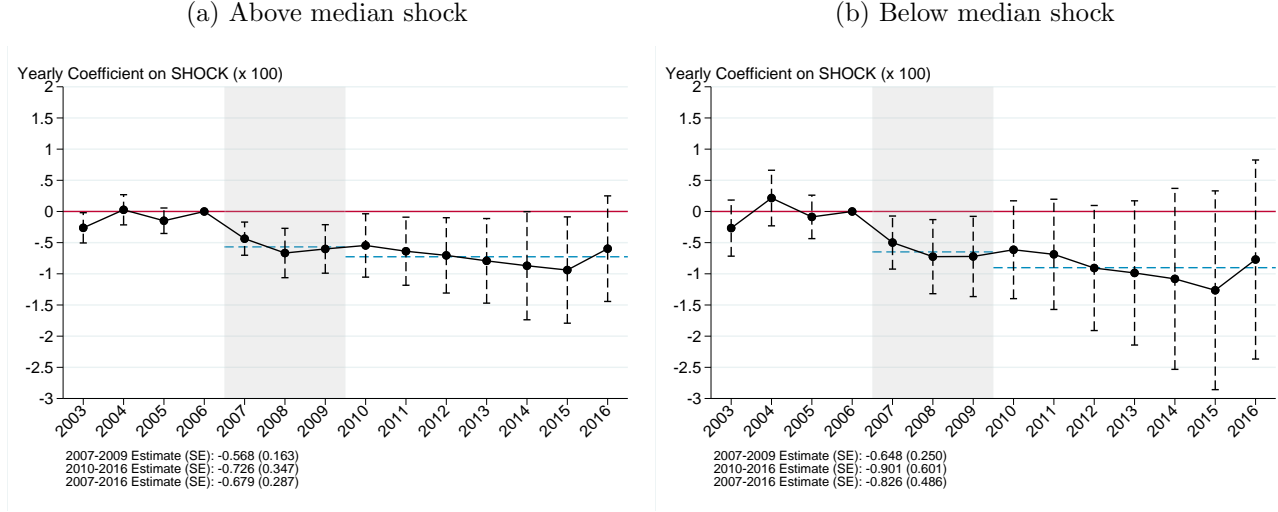 (a) Above median shock
Yearly Coefficient on SHOCK (x 100)
2
1.5
1
.5
0
-.5
-1
-1.5
-2
-2.5
-3
2003 2004 2005 2006 2007 2008 2009 2010 2011 2012 2013 2014 2015 2016
2007-2009 Estimate (SE): -0.568 (0.163)
2010-2016 Estimate (SE): -0.726 (0.347)
2007-2016 Estimate (SE): -0.679 (0.287)
(b) Below median shock
Yearly Coefficient on SHOCK (x 100)
2
1.5
1
.5
0
-.5
-1
-1.5
-2
-2.5
-3
2003 2004 2005 2006 2007 2008 2009 2010 2011 2012 2013 2014 2015 2016
2007-2009 Estimate (SE): -0.648 (0.250)
2010-2016 Estimate (SE): -0.901 (0.601)
2007-2016 Estimate (SE): -0.826 (0.486)